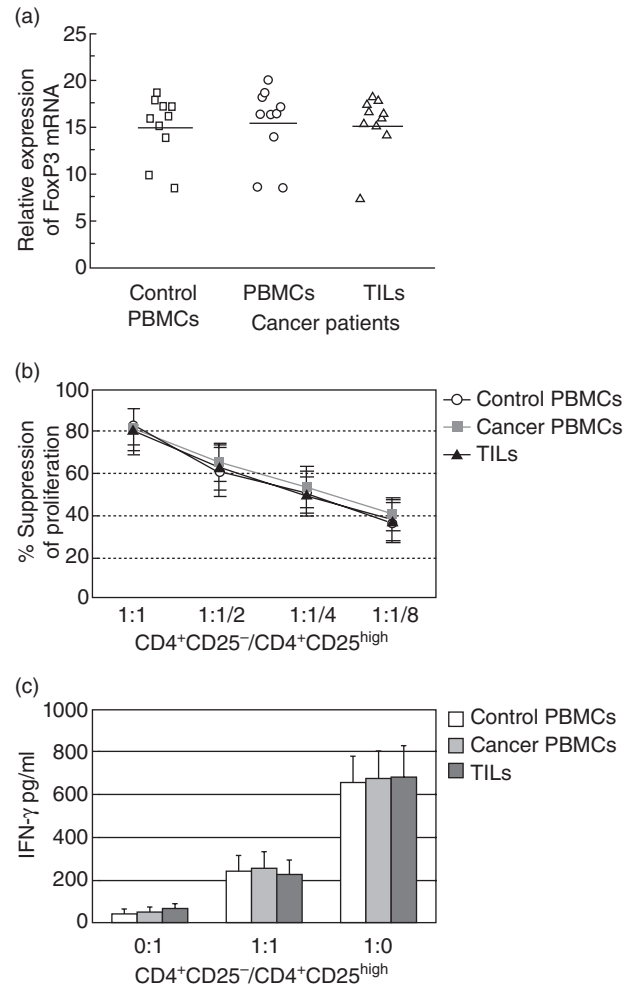 (a)
25
20
15
10
5
0
Relative expression
of FoxP3 mRNA
Control
PBMCs
PBMCs
TILs
Cancer patients
(b)
100
80
60
40
20
0
% Suppression
of proliferation
1:1
1:1/2
1:1/4
1:1/8
CD4⁺CD25⁻/CD4⁺CD25ʰⁱᵍʰ
Control PBMCs
Cancer PBMCs
TILs
(c)
1000
800
600
400
200
0
IFN-γ pg/ml
0:1
1:1
1:0
CD4⁺CD25⁻/CD4⁺CD25ʰⁱᵍʰ
Control PBMCs
Cancer PBMCs
TILs